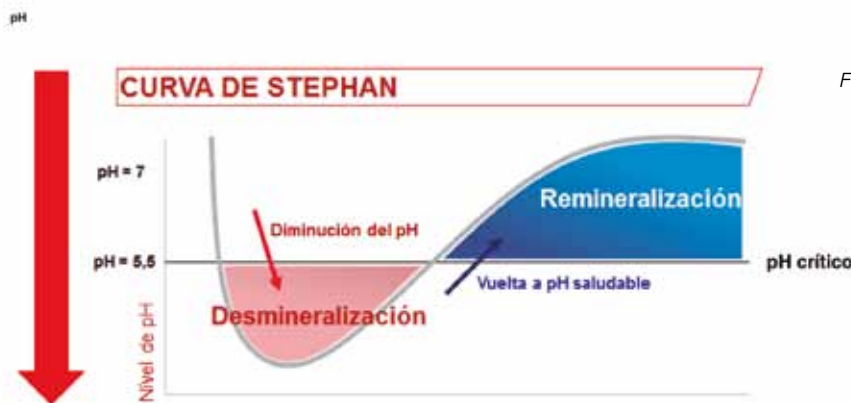 pH
CURVA DE STEPHAN
F
pH = 7
Remineralización
Diminución del pH
pH = 5,5
pH crítico
Vuelta a pH saludable
Desmineralización
Nivel de pH